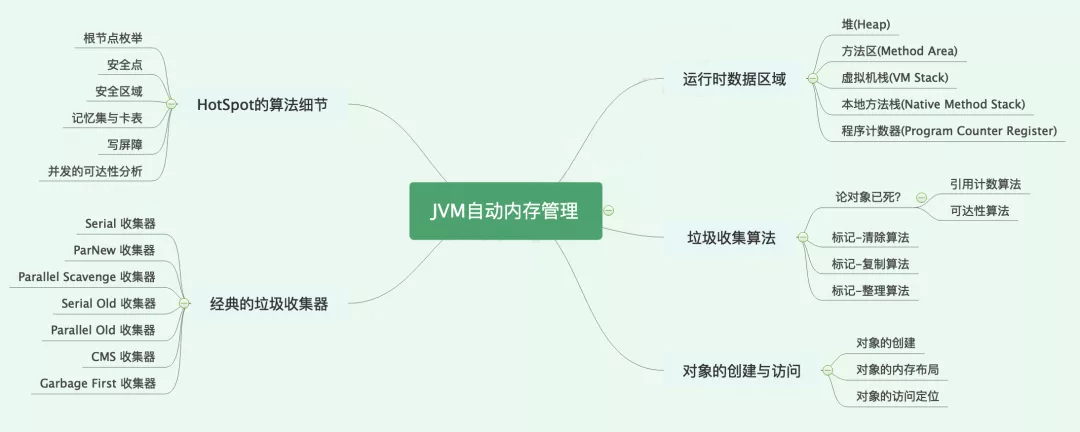 JVM自动内存管理
运行时数据区域
堆(Heap)
方法区(Method Area)
虚拟机栈(VM Stack)
本地方法栈(Native Method Stack)
程序计数器(Program Counter Register)
垃圾收集算法
论对象已死?
引用计数算法
可达性算法
标记-清除算法
标记-复制算法
标记-整理算法
对象的创建与访问
对象的创建
对象的内存布局
对象的访问定位
HotSpot的算法细节
根节点枚举
安全点
安全区域
记忆集与卡表
写屏障
并发的可达性分析
经典的垃圾收集器
Serial 收集器
ParNew 收集器
Parallel Scavenge 收集器
Serial Old 收集器
Parallel Old 收集器
CMS 收集器
Garbage First 收集器